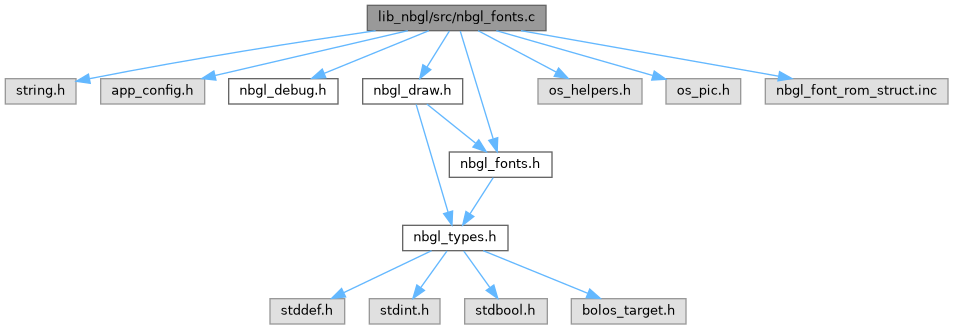 lib_nbgl/src/nbgl_fonts.c
string.h
app_config.h
nbgl_debug.h
nbgl_draw.h
os_helpers.h
os_pic.h
nbgl_font_rom_struct.inc
nbgl_fonts.h
nbgl_types.h
stddef.h
stdint.h
stdbool.h
bolos_target.h